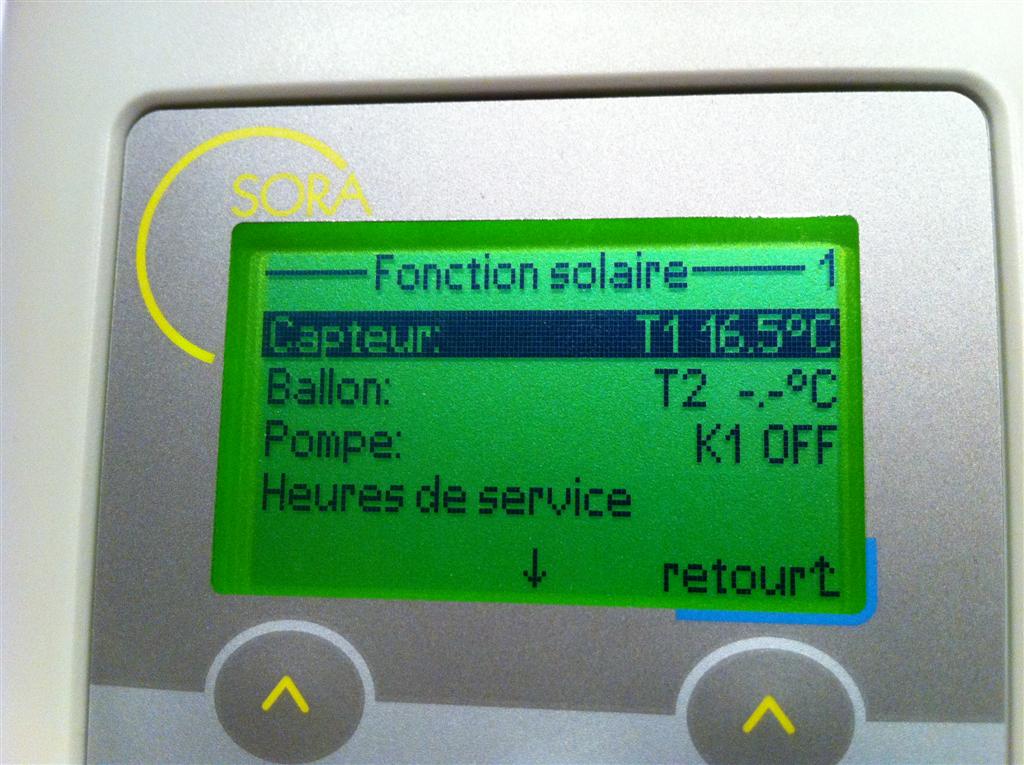 SORA
Fonction solaire 1
Capteur: T1 16.5°C
Ballon: T2 -.-°C
Pompe: K1 OFF
Heures de service
↓ retour